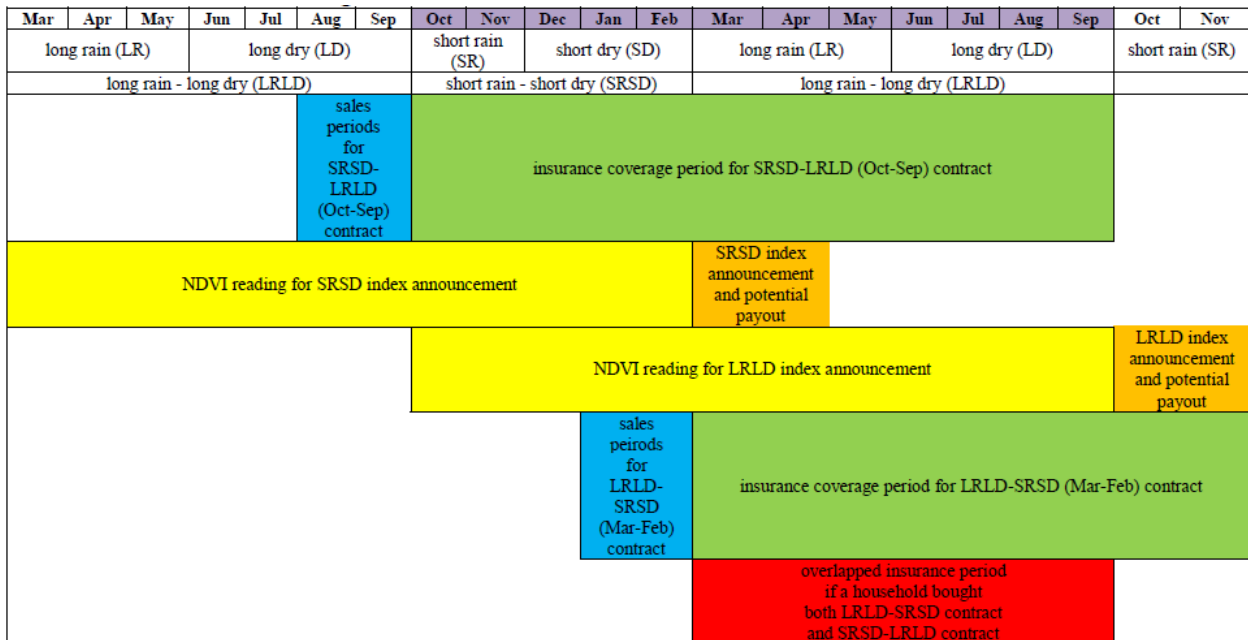 Mar Apr May Jun Jul Aug Sep Oct Nov Dec Jan Feb Mar Apr May Jun Jul Aug Sep Oct Nov
long rain (LR) long dry (LD) short rain (SR) short dry (SD) long rain (LR) long dry (LD) short rain (SR)
long rain - long dry (LRLD) short rain - short dry (SRSD) long rain - long dry (LRLD)
sales
periods
for
SRSD-
LRLD
(Oct-Sep)
contract
insurance coverage period for SRSD-LRLD (Oct-Sep) contract
NDVI reading for SRSD index announcement
SRSD index
announcement
and potential
payout
NDVI reading for LRLD index announcement
LRLD index
announcement
and potential
payout
sales
peirods
for
LRLD-
SRSD
(Mar-Feb)
contract
insurance coverage period for LRLD-SRSD (Mar-Feb) contract
overlapped insurance period
if a household bought
both LRLD-SRSD contract
and SRSD-LRLD contract